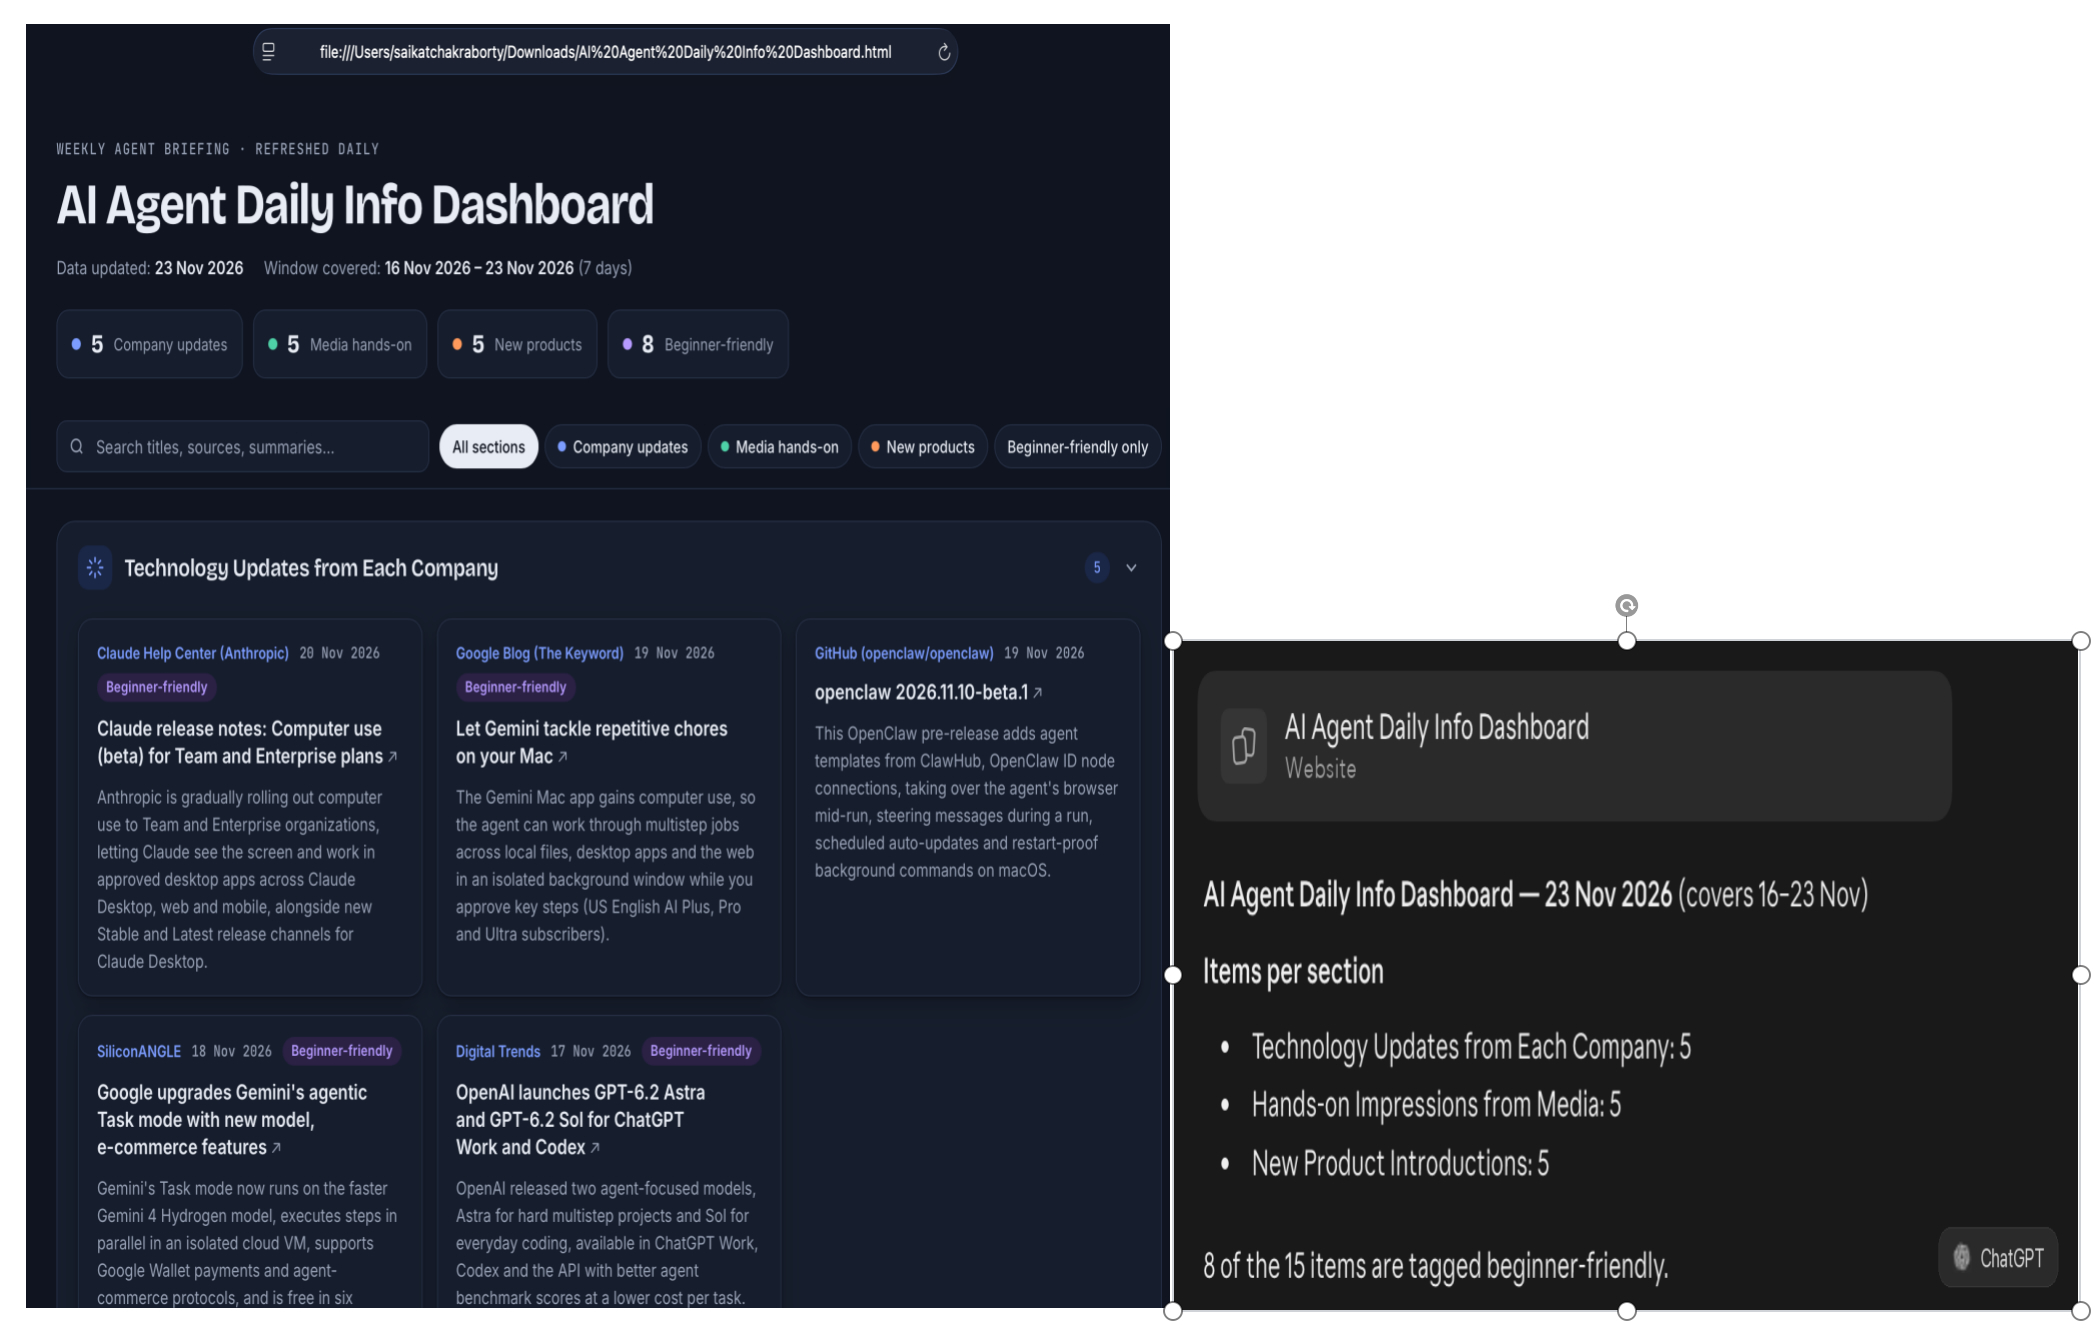 file:///Users/saikatchakraborty/Downloads/AI%20Agent%20Daily%20Info%20Dashboard.html
WEEKLY AGENT BRIEFING · REFRESHED DAILY
AI Agent Daily Info Dashboard
Data updated: 23 Nov 2026 Window covered: 16 Nov 2026 – 23 Nov 2026 (7 days)
5 Company updates
5 Media hands-on
5 New products
8 Beginner-friendly
Search titles, sources, summaries...
All sections
Company updates
Media hands-on
New products
Beginner-friendly only
Technology Updates from Each Company
5
Claude Help Center (Anthropic) 20 Nov 2026
Beginner-friendly
Claude release notes: Computer use
(beta) for Team and Enterprise plans ↗
Anthropic is gradually rolling out computer
use to Team and Enterprise organizations,
letting Claude see the screen and work in
approved desktop apps across Claude
Desktop, web and mobile, alongside new
Stable and Latest release channels for
Claude Desktop.
Google Blog (The Keyword) 19 Nov 2026
Beginner-friendly
Let Gemini tackle repetitive chores
on your Mac ↗
The Gemini Mac app gains computer use, so
the agent can work through multistep jobs
across local files, desktop apps and the web
in an isolated background window while you
approve key steps (US English AI Plus, Pro
and Ultra subscribers).
GitHub (openclaw/openclaw) 19 Nov 2026
openclaw 2026.11.10-beta.1 ↗
This OpenClaw pre-release adds agent
templates from ClawHub, OpenClaw ID node
connections, taking over the agent's browser
mid-run, steering messages during a run,
scheduled auto-updates and restart-proof
background commands on macOS.
SiliconANGLE 18 Nov 2026 Beginner-friendly
Google upgrades Gemini's agentic
Task mode with new model,
e-commerce features ↗
Gemini's Task mode now runs on the faster
Gemini 4 Hydrogen model, executes steps in
parallel in an isolated cloud VM, supports
Google Wallet payments and agent-
commerce protocols, and is free in six
Digital Trends 17 Nov 2026 Beginner-friendly
OpenAI launches GPT-6.2 Astra
and GPT-6.2 Sol for ChatGPT
Work and Codex ↗
OpenAI released two agent-focused models,
Astra for hard multistep projects and Sol for
everyday coding, available in ChatGPT Work,
Codex and the API with better agent
benchmark scores at a lower cost per task.
AI Agent Daily Info Dashboard
Website
AI Agent Daily Info Dashboard — 23 Nov 2026 (covers 16–23 Nov)
Items per section
• Technology Updates from Each Company: 5
• Hands-on Impressions from Media: 5
• New Product Introductions: 5
8 of the 15 items are tagged beginner-friendly.
ChatGPT